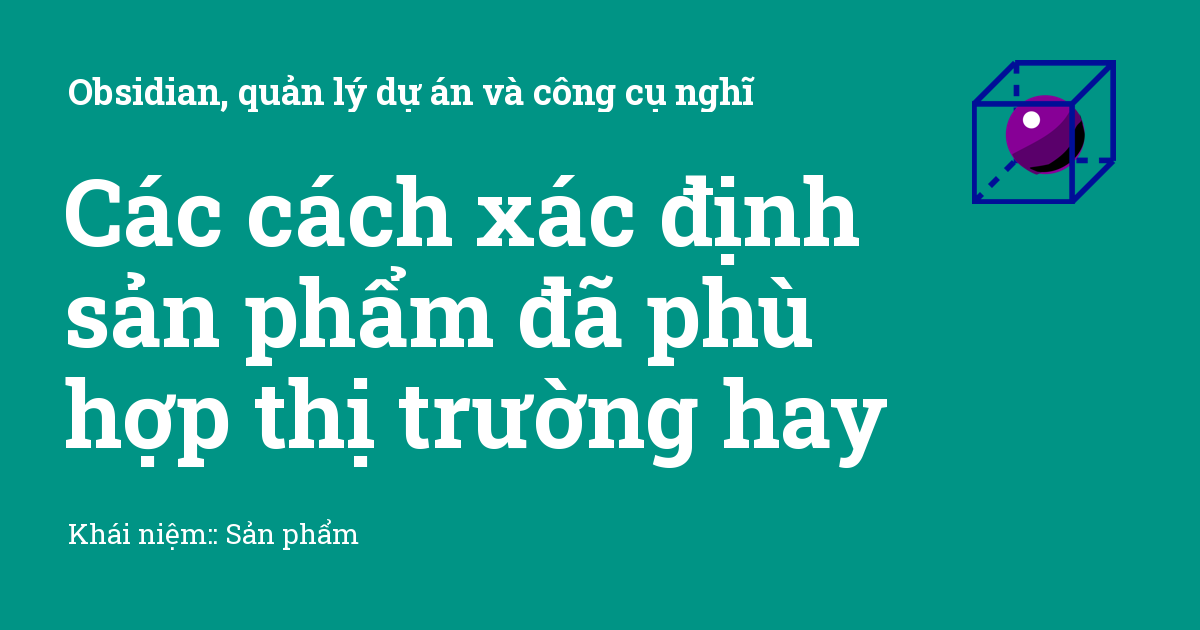 Obsidian, quản lý dự án và công cụ nghĩ
Các cách xác định
sản phẩm đã phù
hợp thị trường hay
Khái niệm:: Sản phẩm